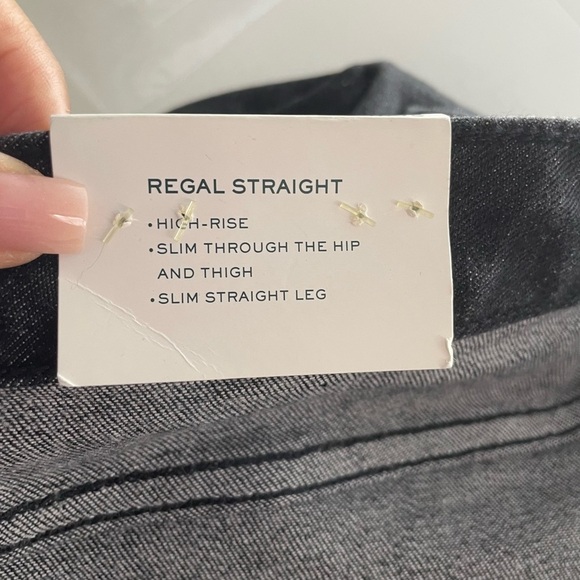 REGAL STRAIGHT
•HIGH-RISE
•SLIM THROUGH THE HIP
AND THIGH
•SLIM STRAIGHT LEG